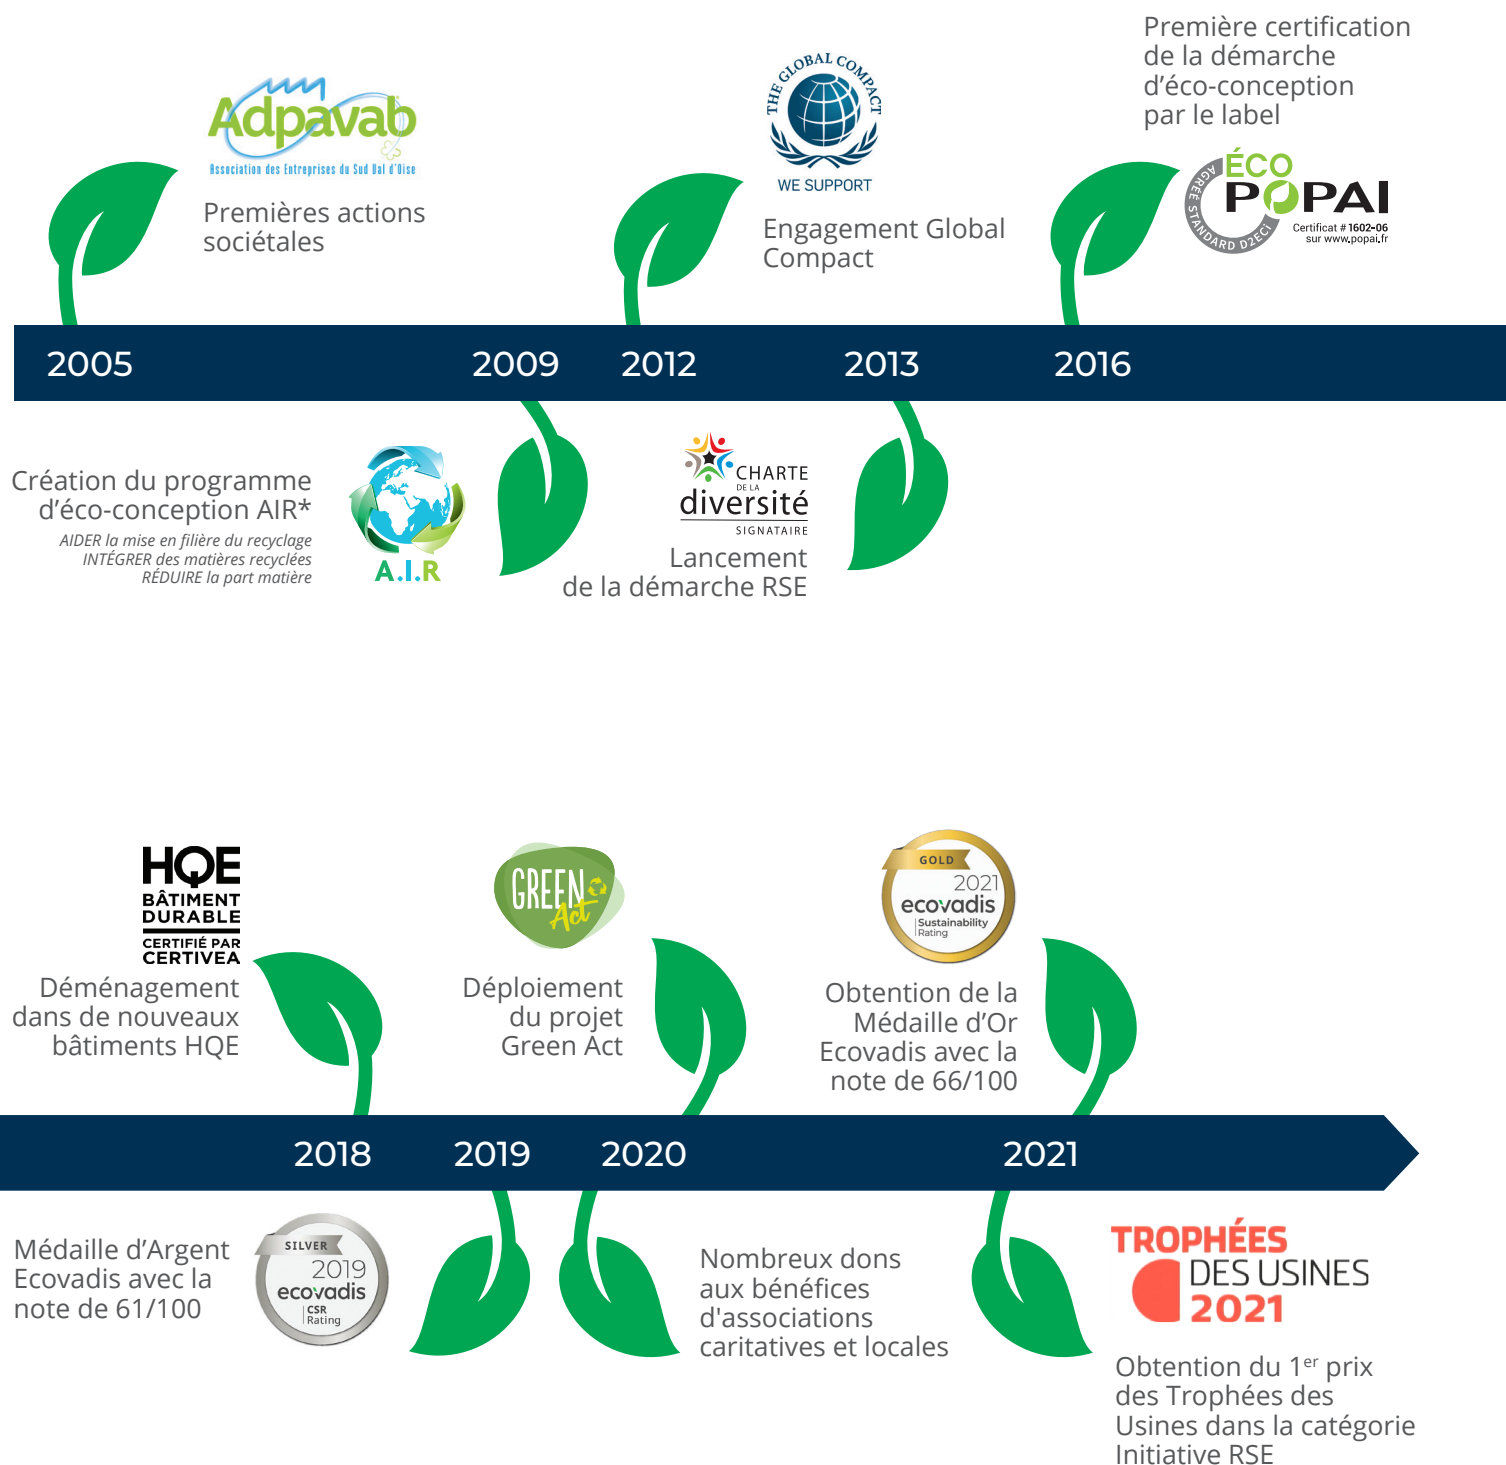 Adpavab
Association des Entreprises du Sud Val d'Oise
Premières actions
sociétales
THE GLOBAL COMPACT
WE SUPPORT
Engagement Global
Compact
Première certification
de la démarche
d’éco-conception
par le label
ÉCO
POPAI
AGRÉÉ STANDARD D2ECI
Certificat # 1602-06
sur www.popai.fr
2005
2009
2012
2013
2016
Création du programme
d’éco-conception AIR*
AIDER la mise en filière du recyclage
INTÉGRER des matières recyclées
RÉDUIRE la part matière
A.I.R
CHARTE
DE LA
diversité
SIGNATAIRE
Lancement
de la démarche RSE
HQE
BÂTIMENT
DURABLE
CERTIFIÉ PAR
CERTIVEA
Déménagement
dans de nouveaux
bâtiments HQE
GREEN
Act
Déploiement
du projet
Green Act
GOLD
2021
ecovadis
Sustainability
Rating
Obtention de la
Médaille d’Or
Ecovadis avec la
note de 66/100
2018
2019
2020
2021
Médaille d’Argent
Ecovadis avec la
note de 61/100
SILVER
2019
ecovadis
CSR
Rating
Nombreux dons
aux bénéfices
d'associations
caritatives et locales
TROPHÉES
DES USINES
2021
Obtention du 1er prix
des Trophées des
Usines dans la catégorie
Initiative RSE